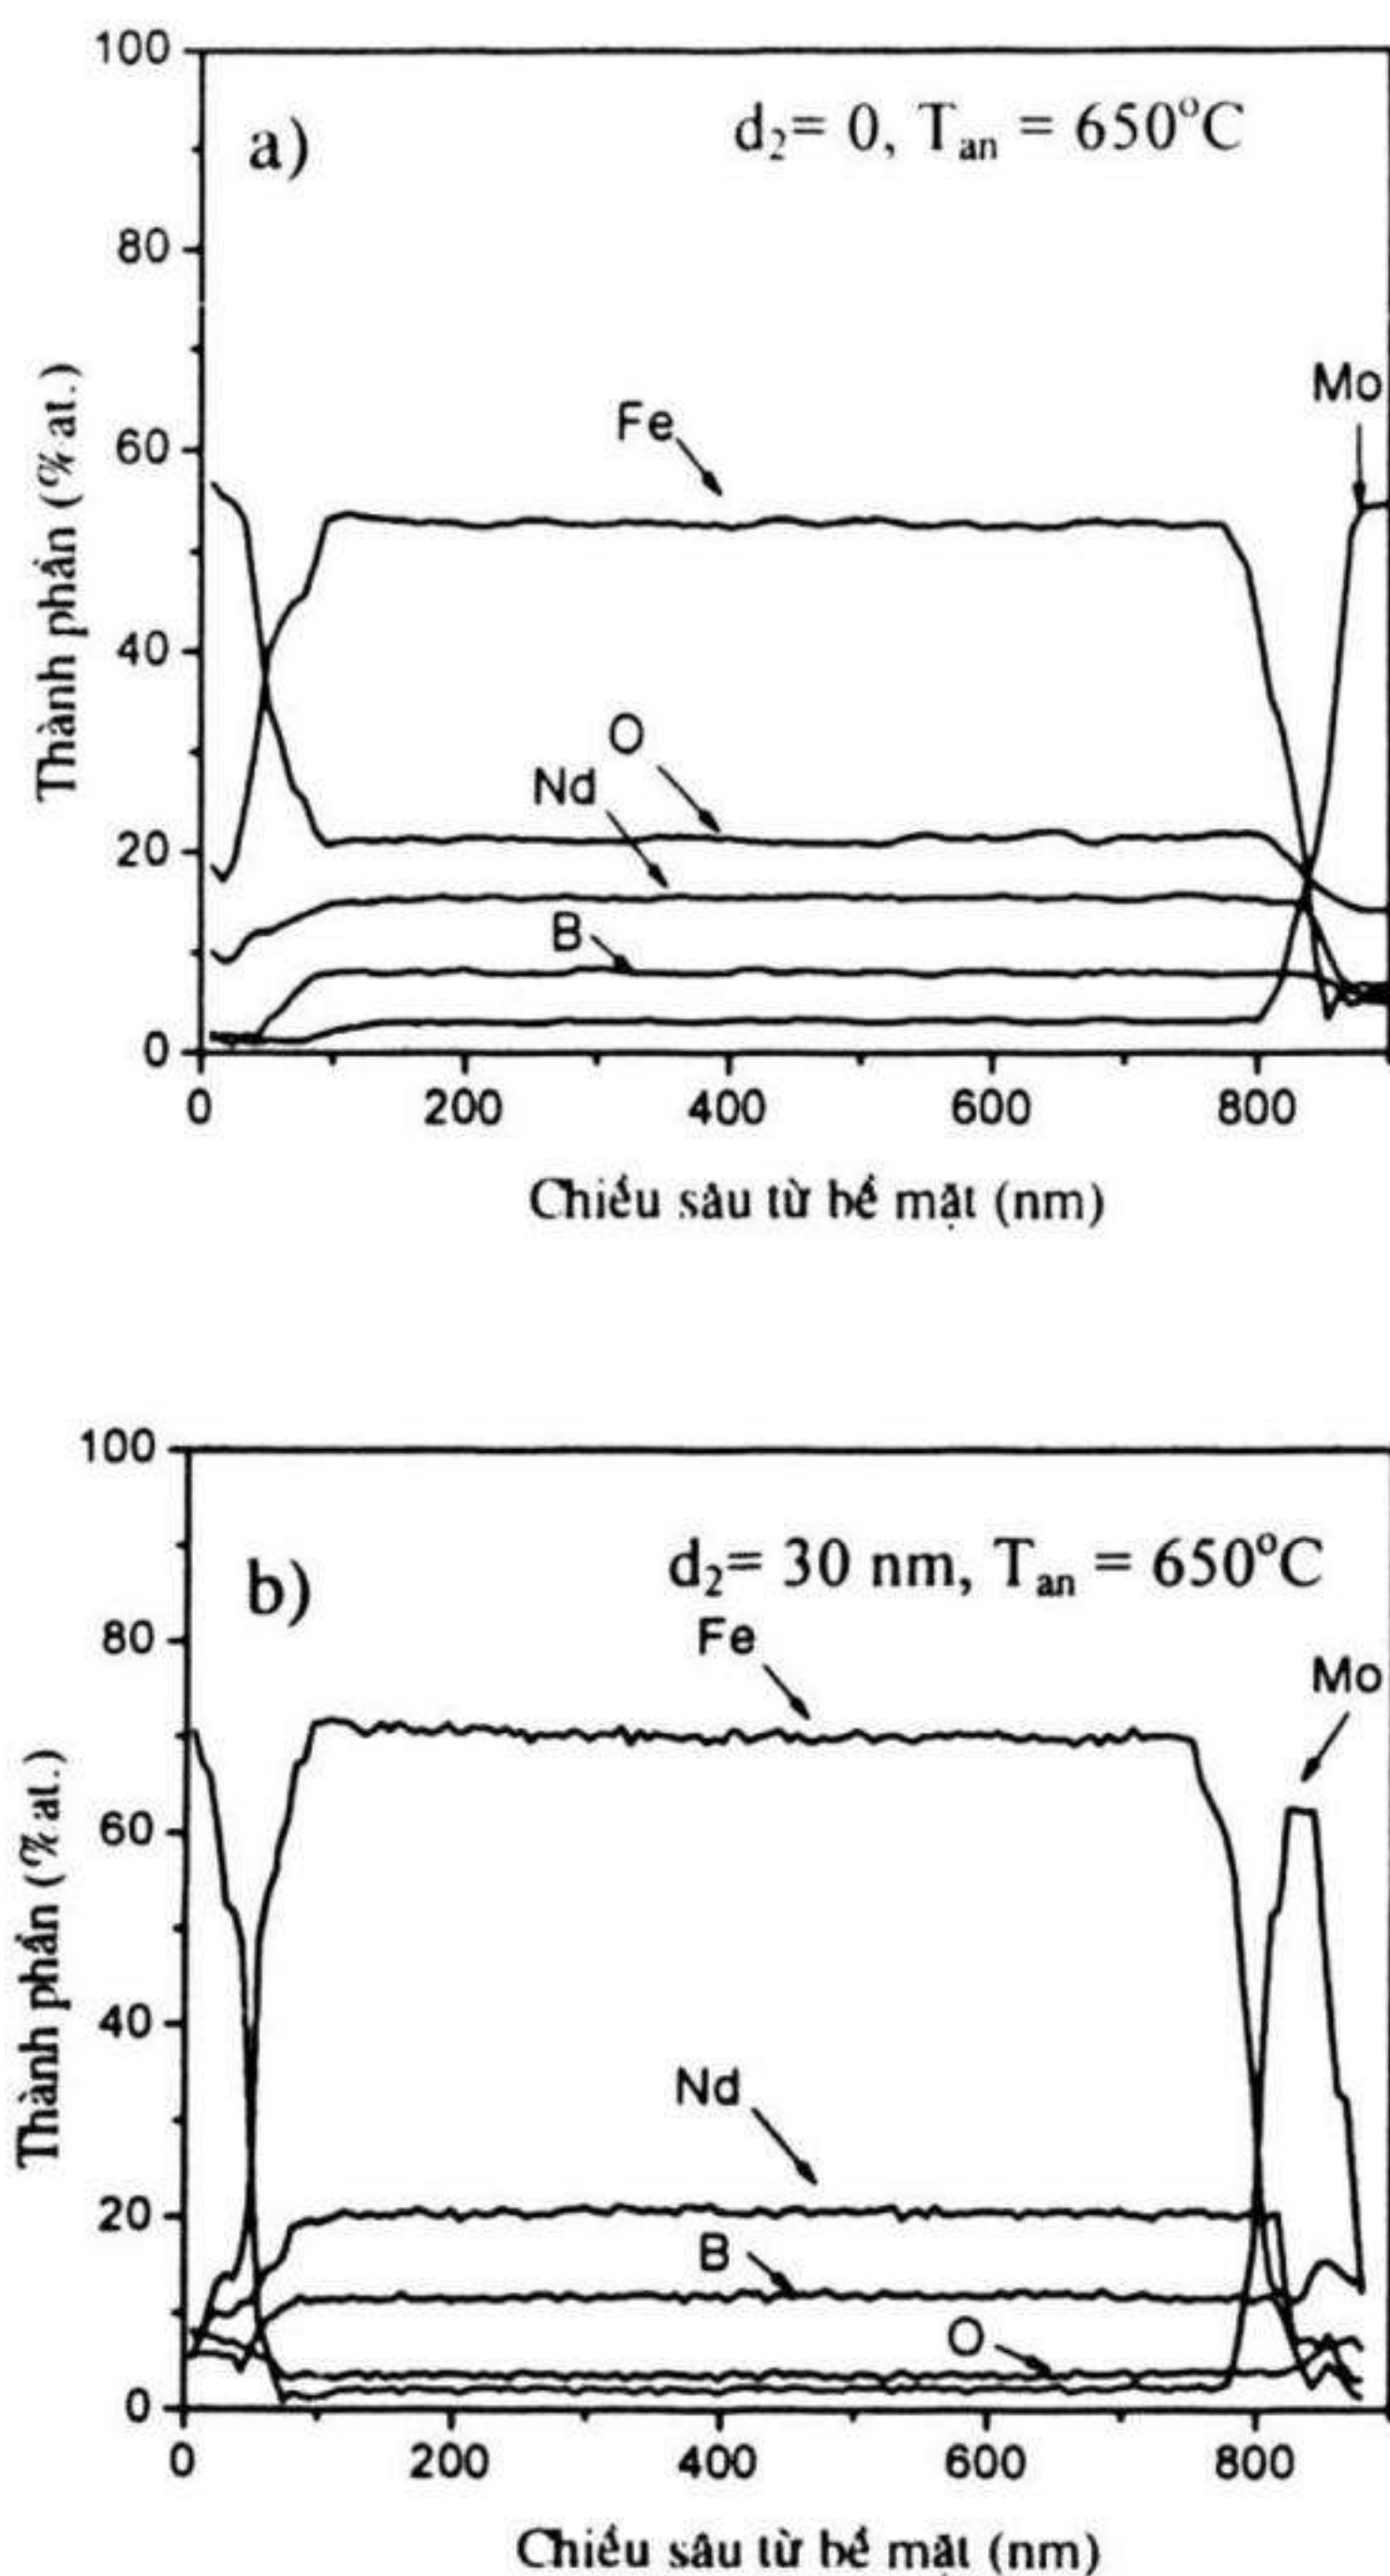 100
a)
d₂= 0, Tₐₙ = 650°C
80
Mo
60
Fe
Thành phần (% at.)
40
O
Nd
20
B
0
0 200 400 600 800
Chiều sâu từ bề mặt (nm)
100
b)
d₂= 30 nm, Tₐₙ = 650°C
80
Fe
Mo
60
Thành phần (% at.)
40
Nd
20
B
O
0
0 200 400 600 800
Chiều sâu từ bề mặt (nm)